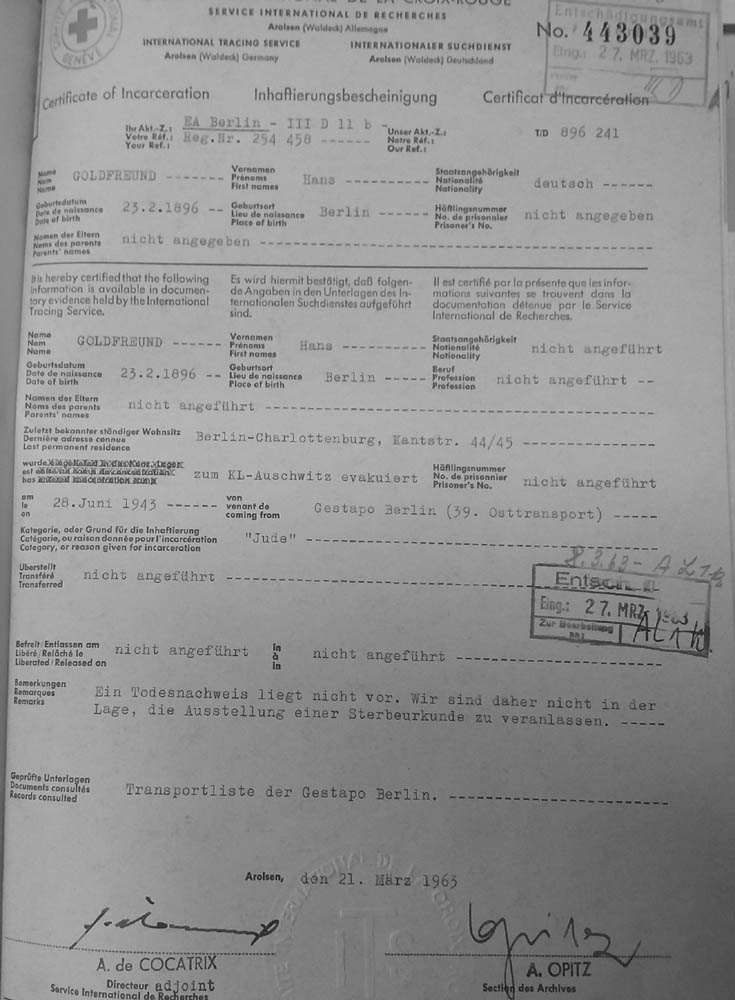 SERVICE INTERNATIONAL DE RECHERCHES
Arolsen (Waldeck) Allemagne
INTERNATIONAL TRACING SERVICE INTERNATIONALER SUCHDIENST
Arolsen (Waldeck) Germany Arolsen (Waldeck) Deutschland
GENÈVE
Entschädigungsamt
No. 443039
Eing.: 27. MRZ. 1963
Certificate of Incarceration Inhaftierungsbescheinigung Certificat d'Incarcération
Ihr Akt.-Z.: EA Berlin - III D 11 b - Unser Akt.-Z.:
Votre Réf.: Reg.Nr. 254 458 ------ Notre Réf.: T/D 896 241
Your Ref.: Our Ref.:
Name Vornamen Staatsangehörigkeit
Nom GOLDFREUND ------ Prénoms Hans ---------- Nationalité deutsch ------
Name First names Nationality
Geburtsdatum Geburtsort Häftlingsnummer
Date de naissance 23.2.1896 -- Lieu de naissance Berlin ----- No. de prisonnier nicht angegeben
Date of birth Place of birth Prisoner's No.
Namen der Eltern
Noms des parents nicht angegeben ------------------------------
Parents' names
It is hereby certified that the following Es wird hiermit bestätigt, daß folgen- Il est certifié par la présente que les infor-
information is available in documen- de Angaben in den Unterlagen des In- mations suivantes se trouvent dans la
tary evidence held by the International ternationalen Suchdienstes aufgeführt documentation détenue par le Service
Tracing Service. sind. International de Recherches.
Name Vornamen Staatsangehörigkeit
Nom GOLDFREUND ------ Prénoms Hans ---------- Nationalité nicht angeführt
Name First names Nationality
Geburtsdatum Geburtsort Beruf
Date de naissance 23.2.1896 -- Lieu de naissance Berlin ----- Profession nicht angeführt --
Date of birth Place of birth Profession
Namen der Eltern
Noms des parents nicht angeführt ------------------------------
Parents' names
Zuletzt bekannter ständiger Wohnsitz
Dernière adresse connue Berlin-Charlottenburg, Kantstr. 44/45 -------------
Last permanent residence
wurde Häftlingsnummer
est zum KL-Auschwitz evakuiert No. de prisonnier nicht angeführt
has Prisoner's No.
am von
le 28.Juni 1943 ------ venant de Gestapo Berlin (39. Osttransport) -----
on coming from
Kategorie, oder Grund für die Inhaftierung
Catégorie, ou raison donnée pour l'incarcération "Jude" ------------------------------
Category, or reason given for incarceration
8.3.63 - A
Überstellt
Transféré nicht angeführt ------------------------------
Transferred
Eing.: 27. MRZ. 1963
Zur Bearbeitung
Befreit/Entlassen am in
Libéré/Relâché le nicht angeführt à nicht angeführt ------------------
Liberated/Released on in
Bemerkungen
Remarques Ein Todesnachweis liegt nicht vor. Wir sind daher nicht in der
Remarks Lage, die Ausstellung einer Sterbeurkunde zu veranlassen. -----
Geprüfte Unterlagen
Documents consultés Transportliste der Gestapo Berlin. ---------------------
Records consulted
Arolsen, den 21. März 1963
A. de COCATRIX Opitz
Directeur adjoint A. OPITZ
Service International de Recherches Section des Archives